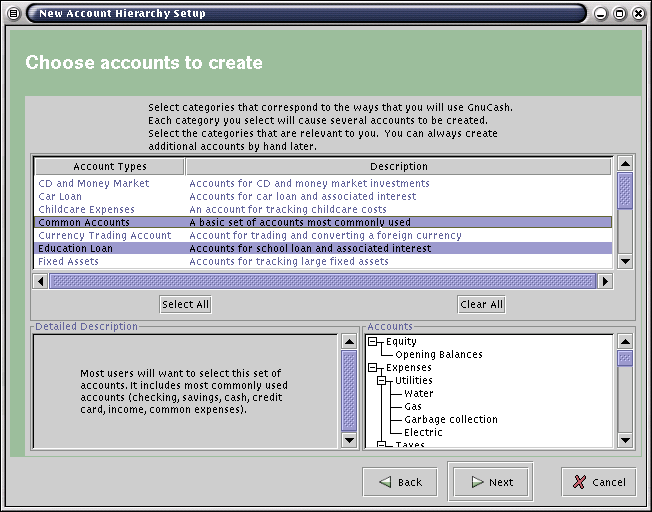 New Account Hierarchy Setup
Choose accounts to create
Select categories that correspond to the ways that you will use GnuCash.
Each category you select will cause several accounts to be created.
Select the categories that are relevant to you. You can always create
additional accounts by hand later.
Account Types Description
CD and Money Market Accounts for CD and money market investments
Car Loan Accounts for car loan and associated interest
Childcare Expenses An account for tracking childcare costs
Common Accounts A basic set of accounts most commonly used
Currency Trading Account Account for trading and converting a foreign currency
Education Loan Accounts for school loan and associated interest
Fixed Assets Accounts for tracking large fixed assets
Select All Clear All
Detailed Description
Most users will want to select this set of
accounts. It includes most commonly used
accounts (checking, savings, cash, credit
card, income, common expenses).
Accounts
Equity
Opening Balances
Expenses
Utilities
Water
Gas
Garbage collection
Electric
Taxes
Back Next Cancel